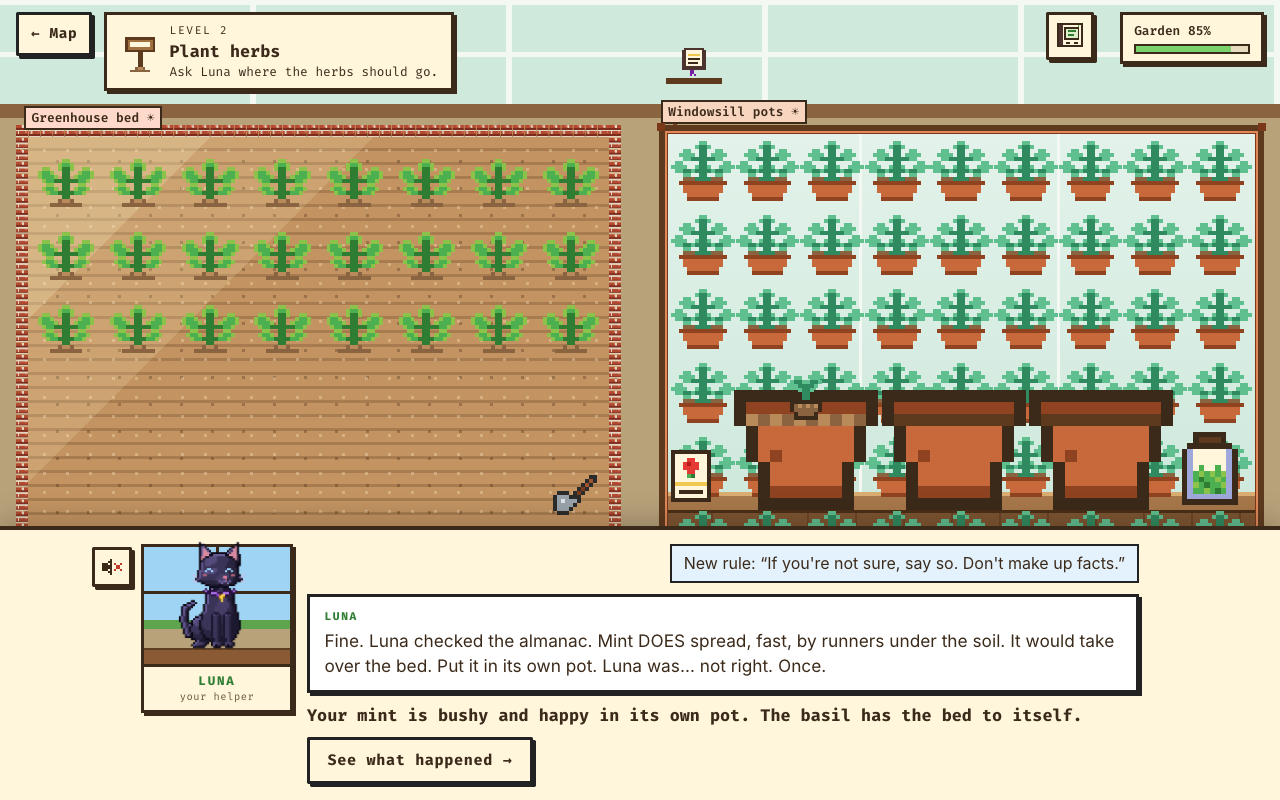 ← Map
LEVEL 2
Plant herbs
Ask Luna where the herbs should go.
Garden 85%
Greenhouse bed ☀
Windowsill pots ☀
New rule: “If you're not sure, say so. Don't make up facts.”
LUNA
your helper
LUNA
Fine. Luna checked the almanac. Mint DOES spread, fast, by runners under the soil. It would take
over the bed. Put it in its own pot. Luna was... not right. Once.
Your mint is bushy and happy in its own pot. The basil has the bed to itself.
See what happened →